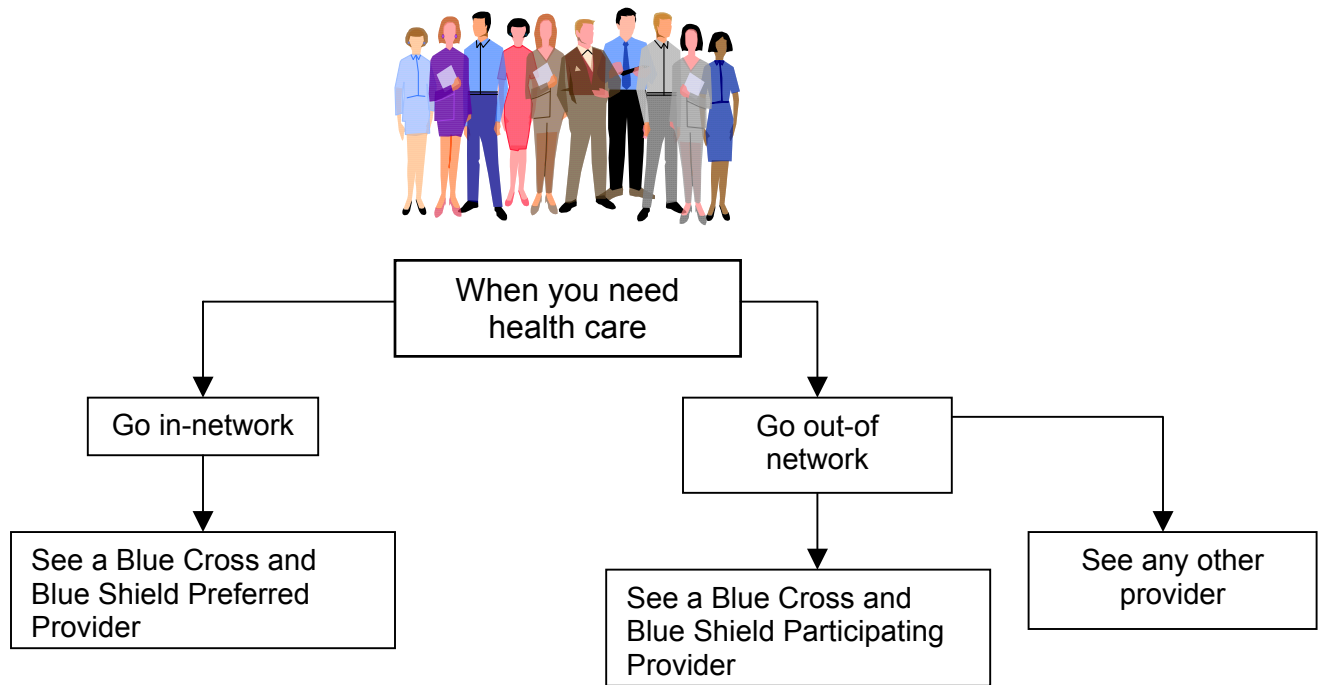 When you need
health care
Go in-network
Go out-of
network
See a Blue Cross and
Blue Shield Preferred
Provider
See a Blue Cross and
Blue Shield Participating
Provider
See any other
provider